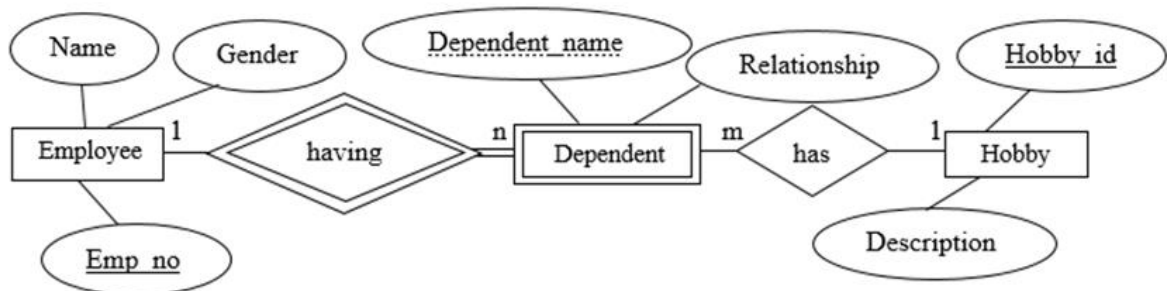 Name
Gender
Dependent_name
Relationship
Hobby_id
Employee
1
having
n
Dependent
m
has
1
Hobby
Emp_no
Description